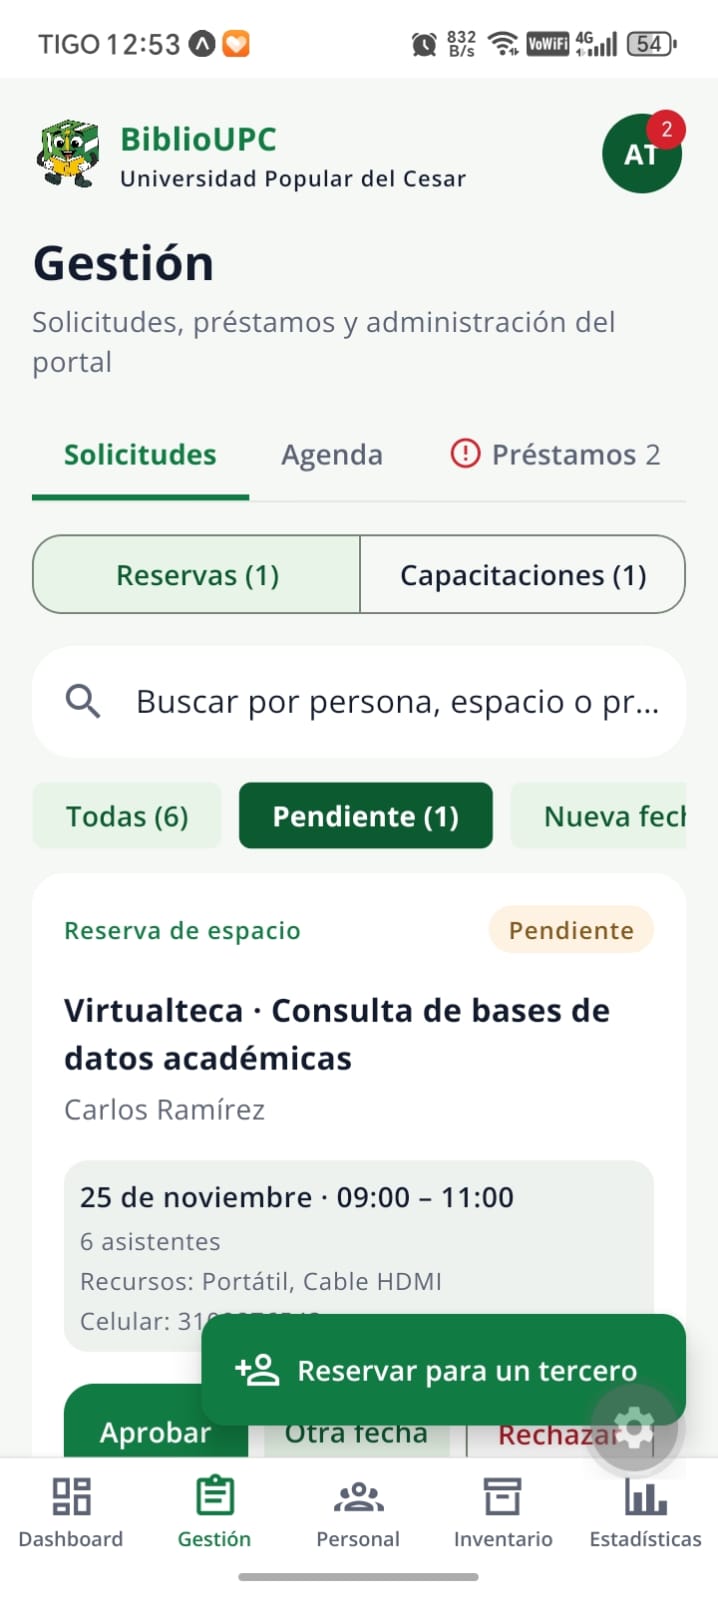 TIGO 12:53 832 B/s VoWiFi 4G 54
BiblioUPC
Universidad Popular del Cesar
AT 2
Gestión
Solicitudes, préstamos y administración del
portal
Solicitudes Agenda Préstamos 2
Reservas (1) Capacitaciones (1)
Buscar por persona, espacio o pr...
Todas (6) Pendiente (1) Nueva
Reserva de espacio Pendiente
Virtualteca · Consulta de bases de
datos académicas
Carlos Ramírez
25 de noviembre · 09:00 – 11:00
6 asistentes
Recursos: Portátil, Cable HDMI
Celular:
Reservar para un tercero
Aprobar Otra fecha Rechazar
Dashboard Gestión Personal Inventario Estadísticas